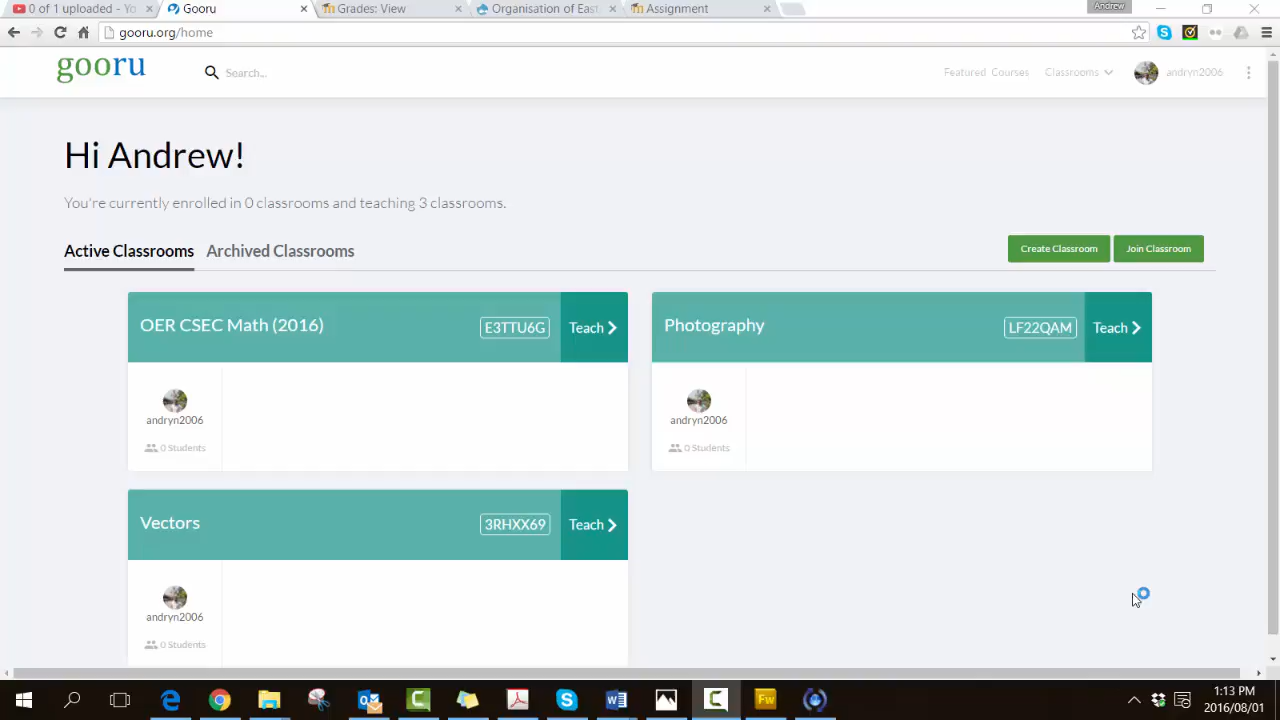 0 of 1 uploaded - Yo
Gooru
Grades: View
Organisation of East
Assignment
Andrew
gooru.org/home
gooru
Search...
Featured Courses
Classrooms
andryn2006
Hi Andrew!
You're currently enrolled in 0 classrooms and teaching 3 classrooms.
Active Classrooms
Archived Classrooms
Create Classroom
Join Classroom
OER CSEC Math (2016)
E3TTU6G
Teach
Photography
LF22QAM
Teach
andryn2006
0 Students
andryn2006
0 Students
Vectors
3RHXX69
Teach
andryn2006
0 Students
1:13 PM
2016/08/01